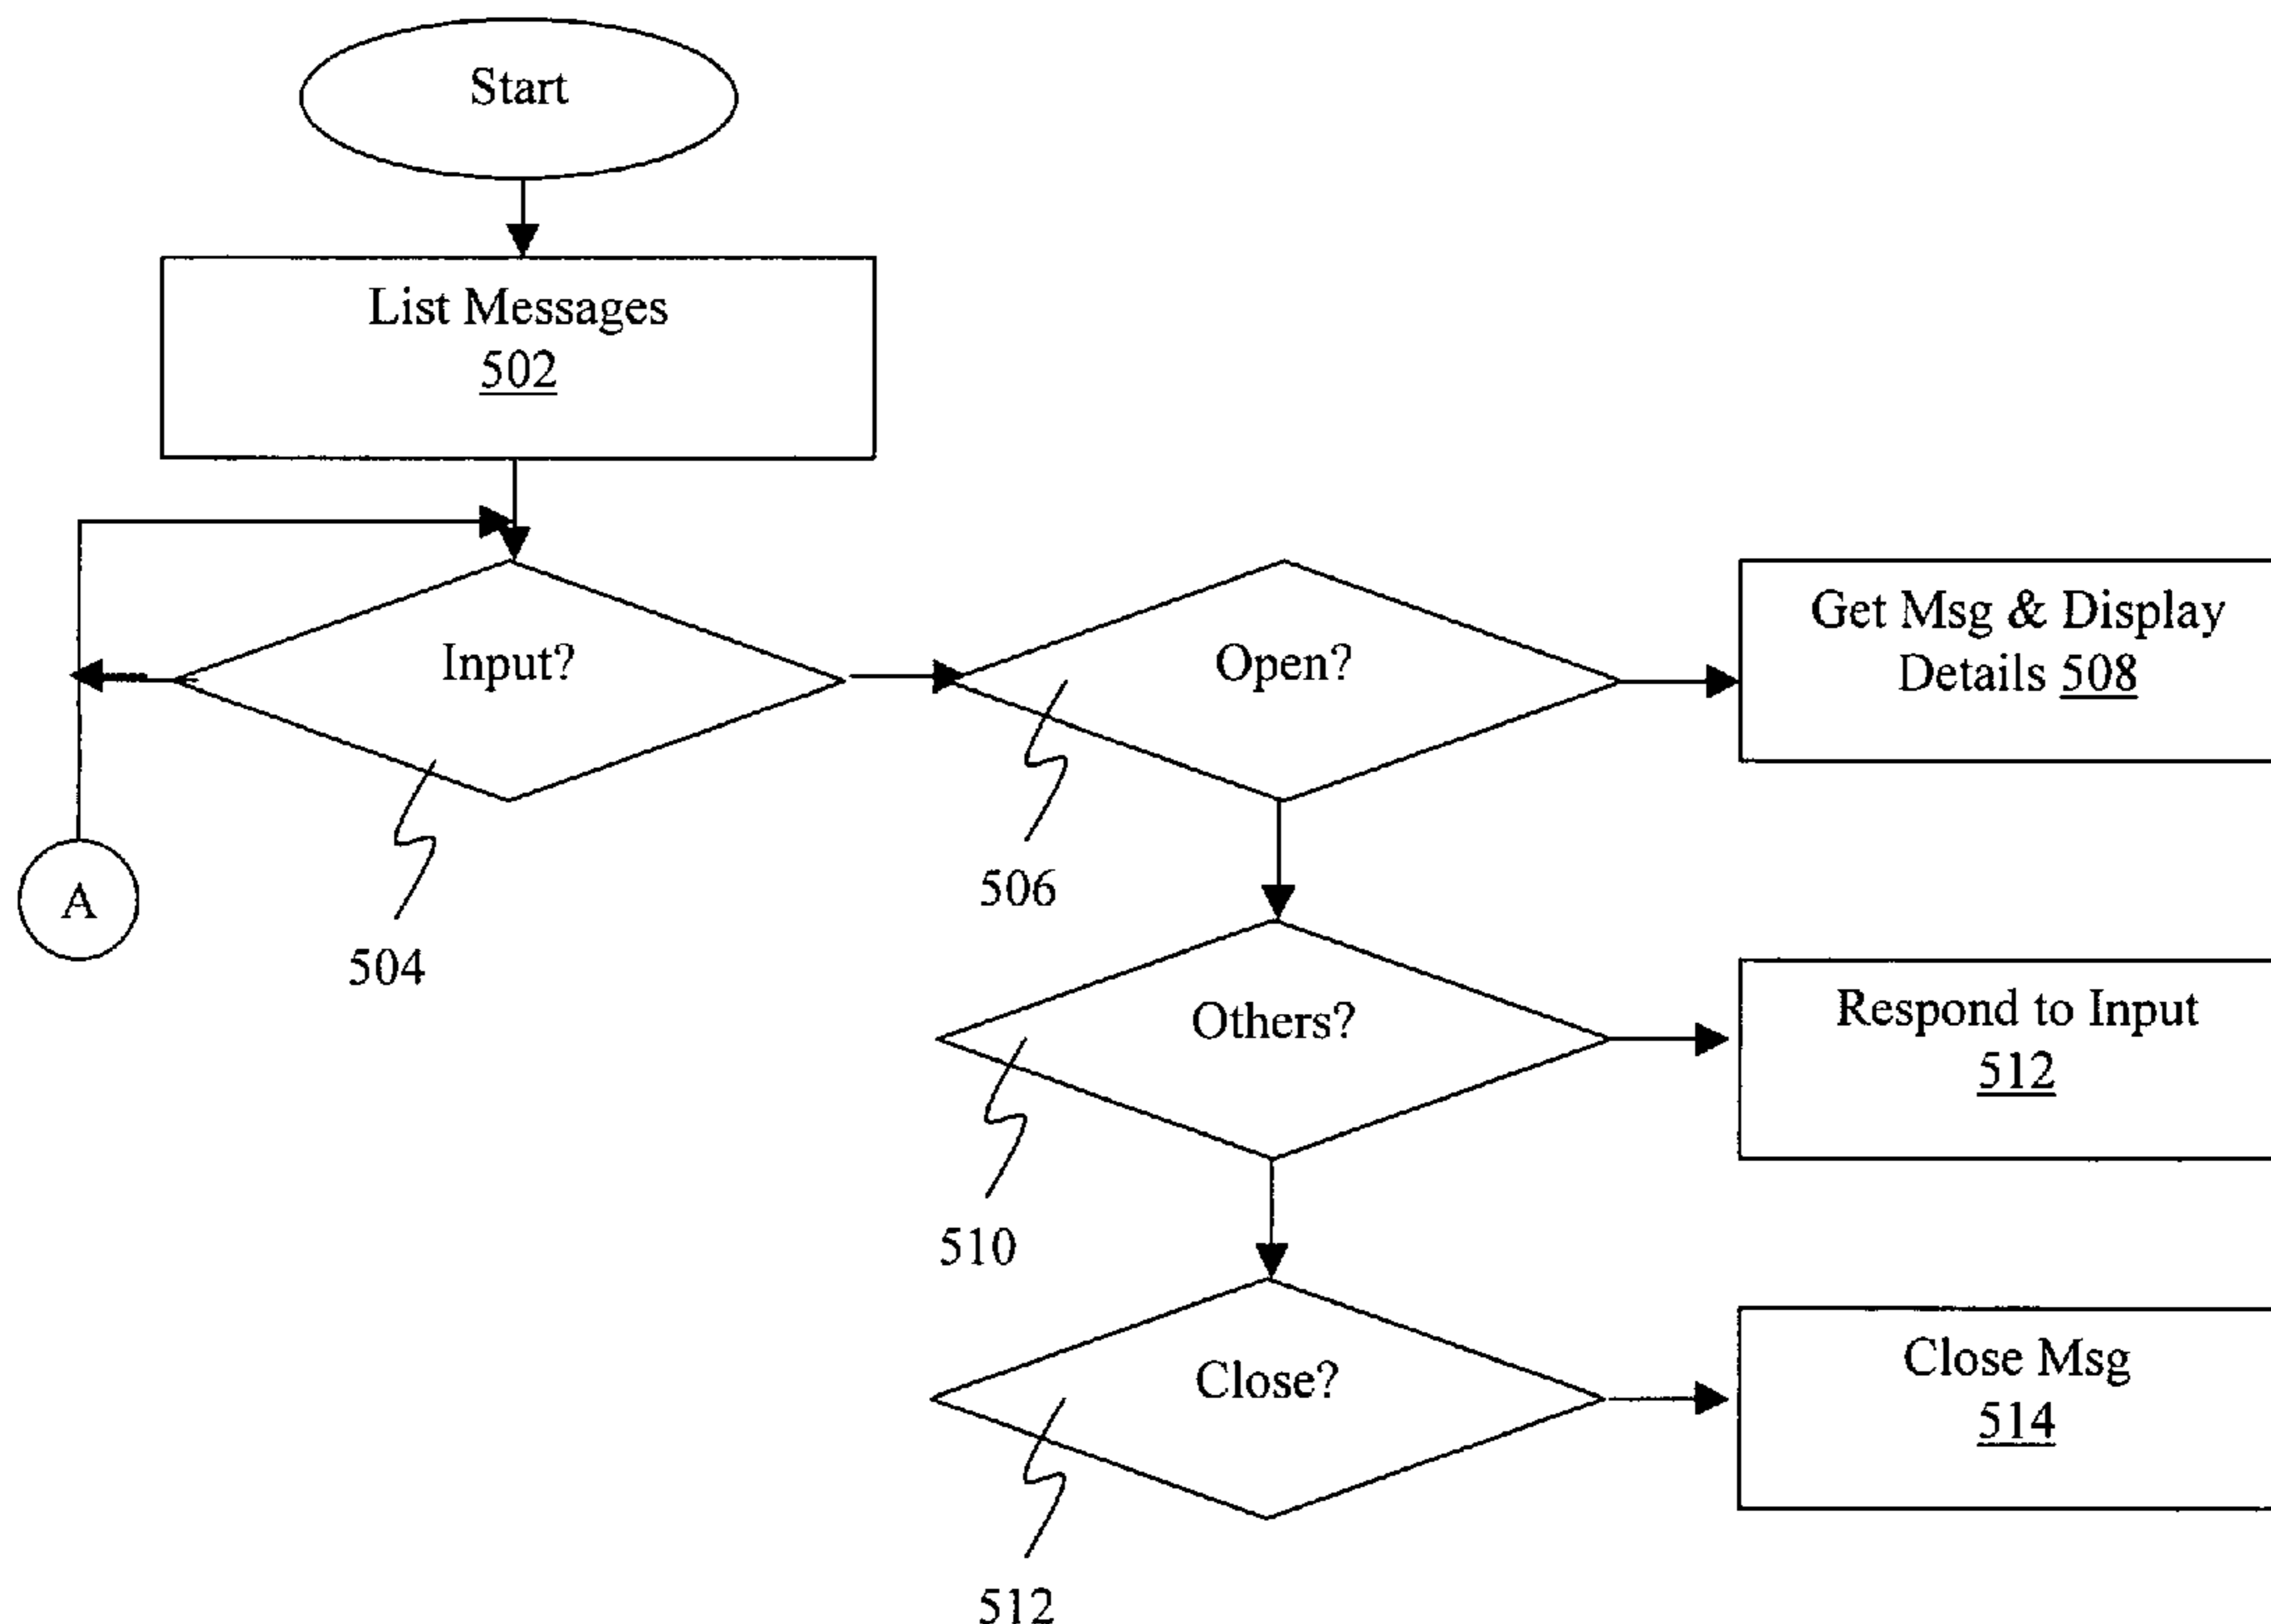 Start
List Messages
502
Input?
Open?
Get Msg & Display
Details 508
506
A
504
Others?
Respond to Input
512
510
Close?
Close Msg
514
512